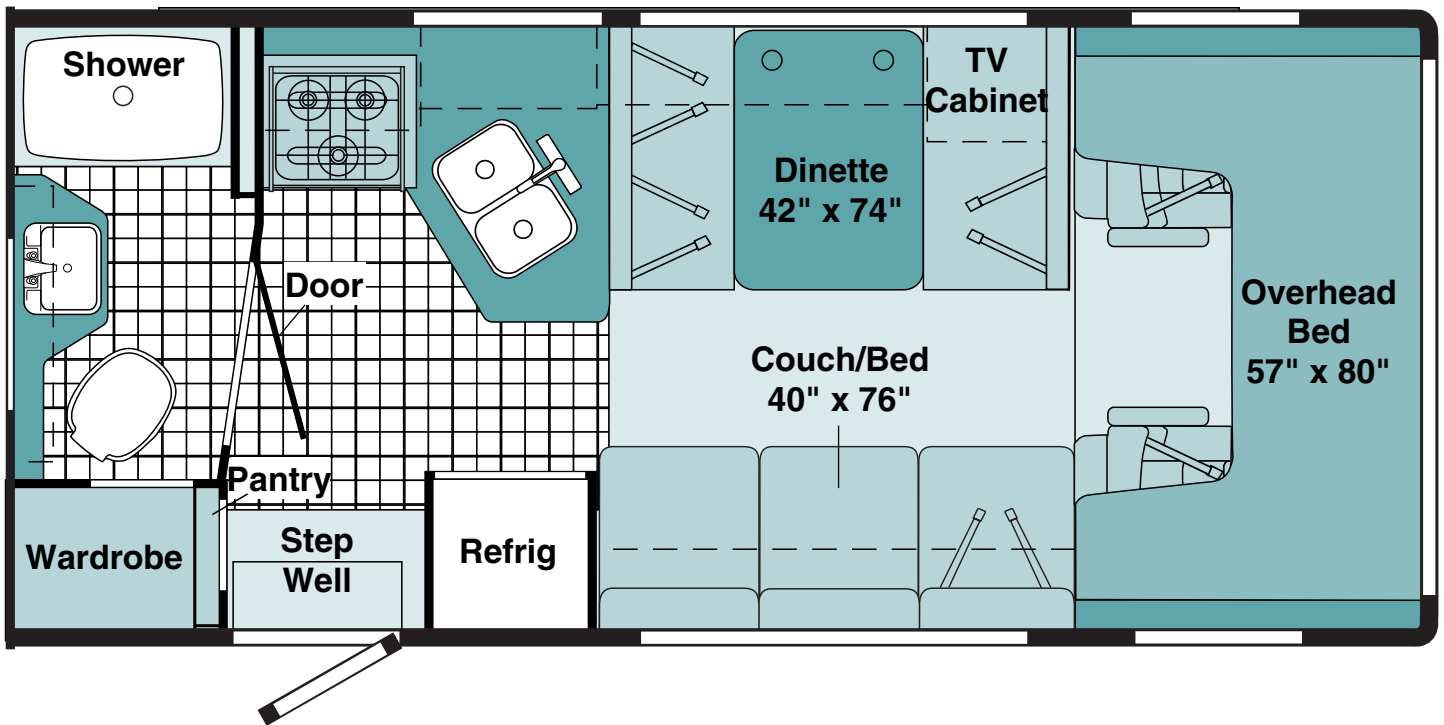 Shower
TV
Cabinet
Dinette
42" x 74"
Door
Overhead
Bed
57" x 80"
Couch/Bed
40" x 76"
Pantry
Wardrobe
Step
Well
Refrig